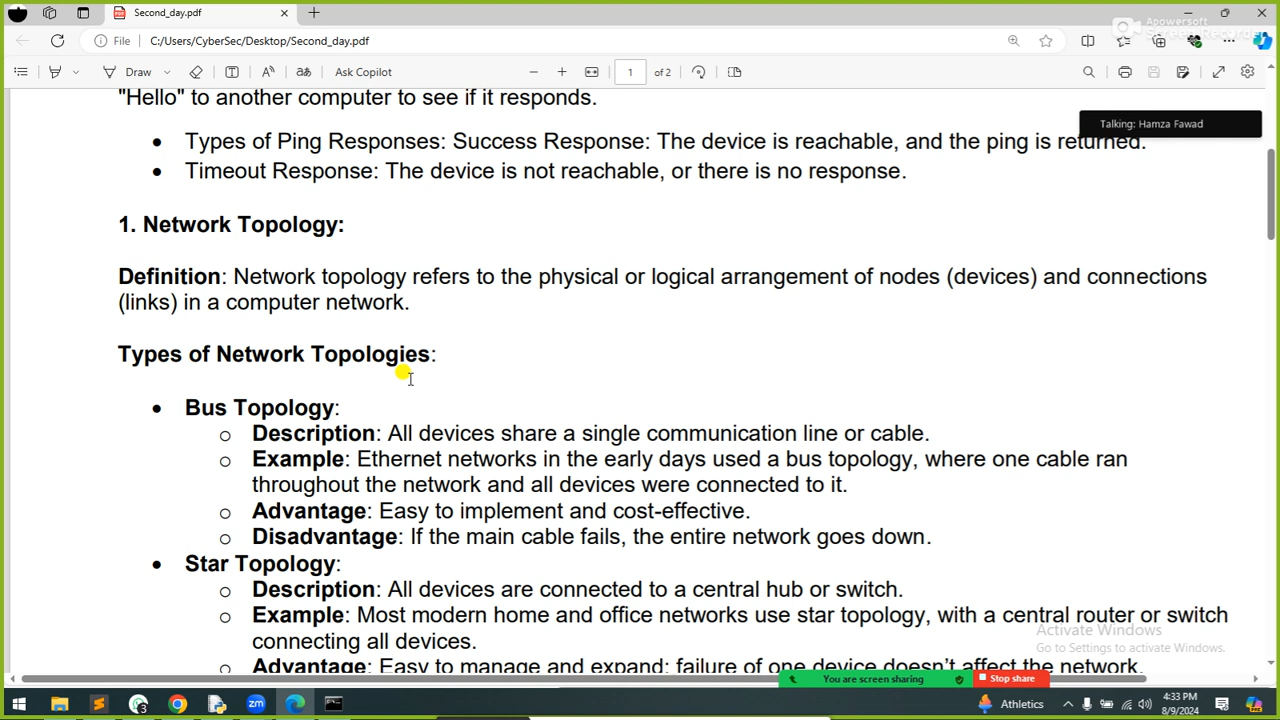 Second_day.pdf
File
C:/Users/CyberSec/Desktop/Second_day.pdf
Apowersoft
Screen Recorder
Draw
Ask Copilot
1 of 2
"Hello" to another computer to see if it responds.
Talking: Hamza Fawad
• Types of Ping Responses: Success Response: The device is reachable, and the ping is returned.
• Timeout Response: The device is not reachable, or there is no response.
1. Network Topology:
Definition: Network topology refers to the physical or logical arrangement of nodes (devices) and connections
(links) in a computer network.
Types of Network Topologies:
• Bus Topology:
o Description: All devices share a single communication line or cable.
o Example: Ethernet networks in the early days used a bus topology, where one cable ran
throughout the network and all devices were connected to it.
o Advantage: Easy to implement and cost-effective.
o Disadvantage: If the main cable fails, the entire network goes down.
• Star Topology:
o Description: All devices are connected to a central hub or switch.
o Example: Most modern home and office networks use star topology, with a central router or switch
connecting all devices.
o Advantage: Easy to manage and expand; failure of one device doesn't affect the network.
Activate Windows
Go to Settings to activate Windows.
You are screen sharing
Stop share
3
zm
Athletics
4:33 PM
8/9/2024